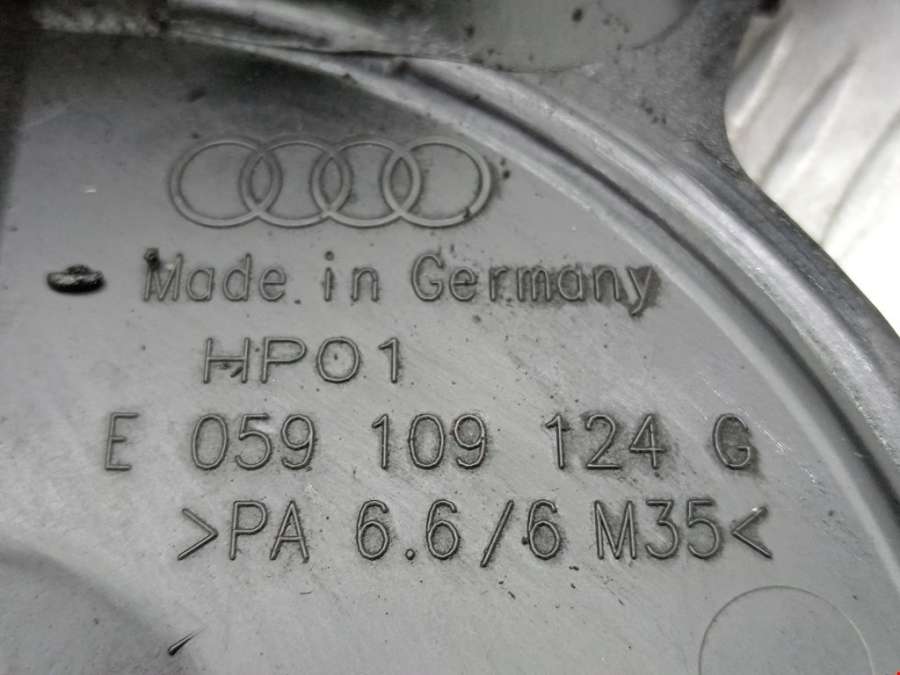 Made in Germany
HP01
E 059 109 124 G
>PA 6.6/6 M35<